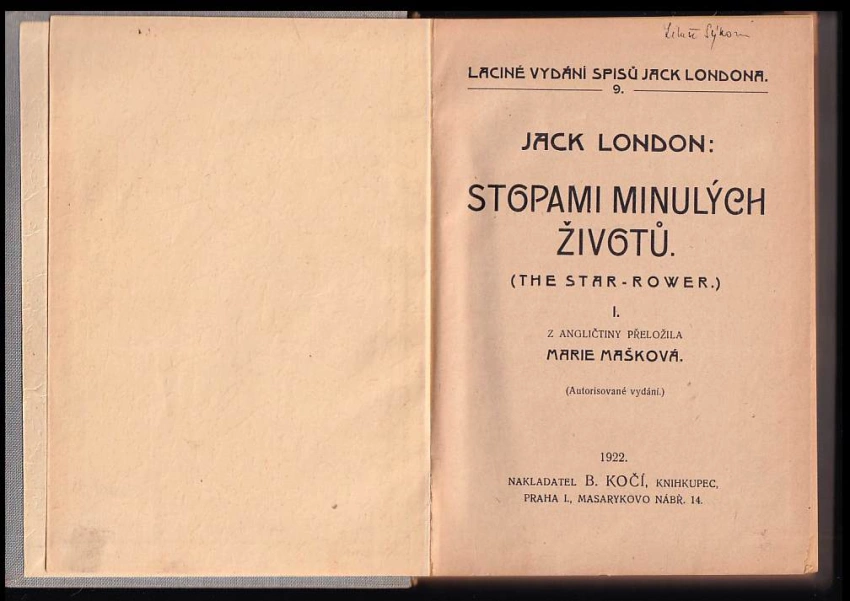 LACINÉ VYDÁNÍ SPISŮ JACK LONDONA.
9.
JACK LONDON:
STOPAMI MINULÝCH
ŽIVOTŮ.
(THE STAR-ROWER.)
I.
Z ANGLIČTINY PŘELOŽILA
MARIE MAŠKOVÁ.
(Autorisované vydání.)
1922.
NAKLADATEL B. KOČÍ, KNIHKUPEC,
PRAHA I., MASARYKOVO NÁBŘ. 14.